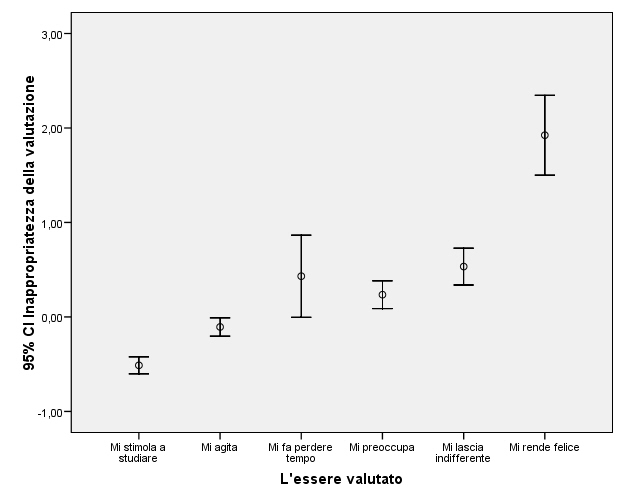 95% CI Inappropriatezza della valutazione
3,00
2,00
1,00
0,00
-1,00
Mi stimola a
studiare
Mi agita
Mi fa perdere
tempo
Mi preoccupa
Mi lascia
indifferente
Mi rende felice
L'essere valutato